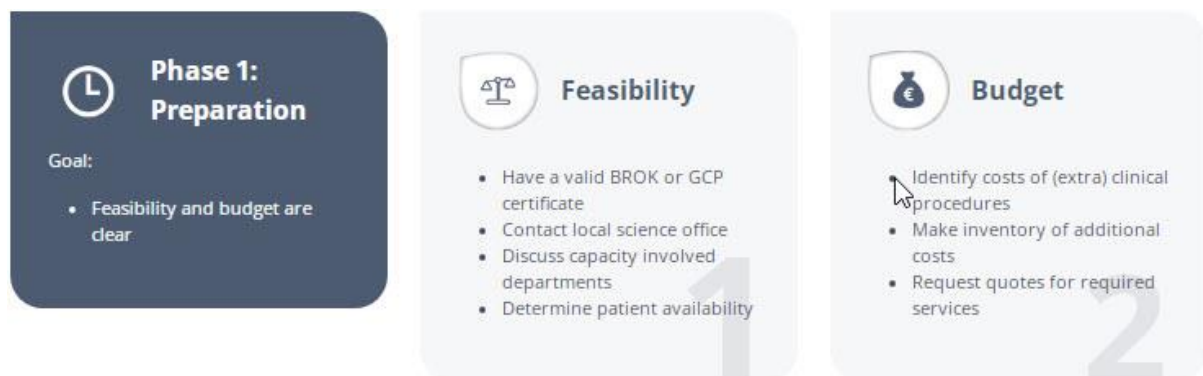 Phase 1:
Preparation
Goal:
• Feasibility and budget are
clear
Feasibility
• Have a valid BROK or GCP
certificate
• Contact local science office
• Discuss capacity involved
departments
• Determine patient availability
1
Budget
• Identify costs of (extra) clinical
procedures
• Make inventory of additional
costs
• Request quotes for required
services
2